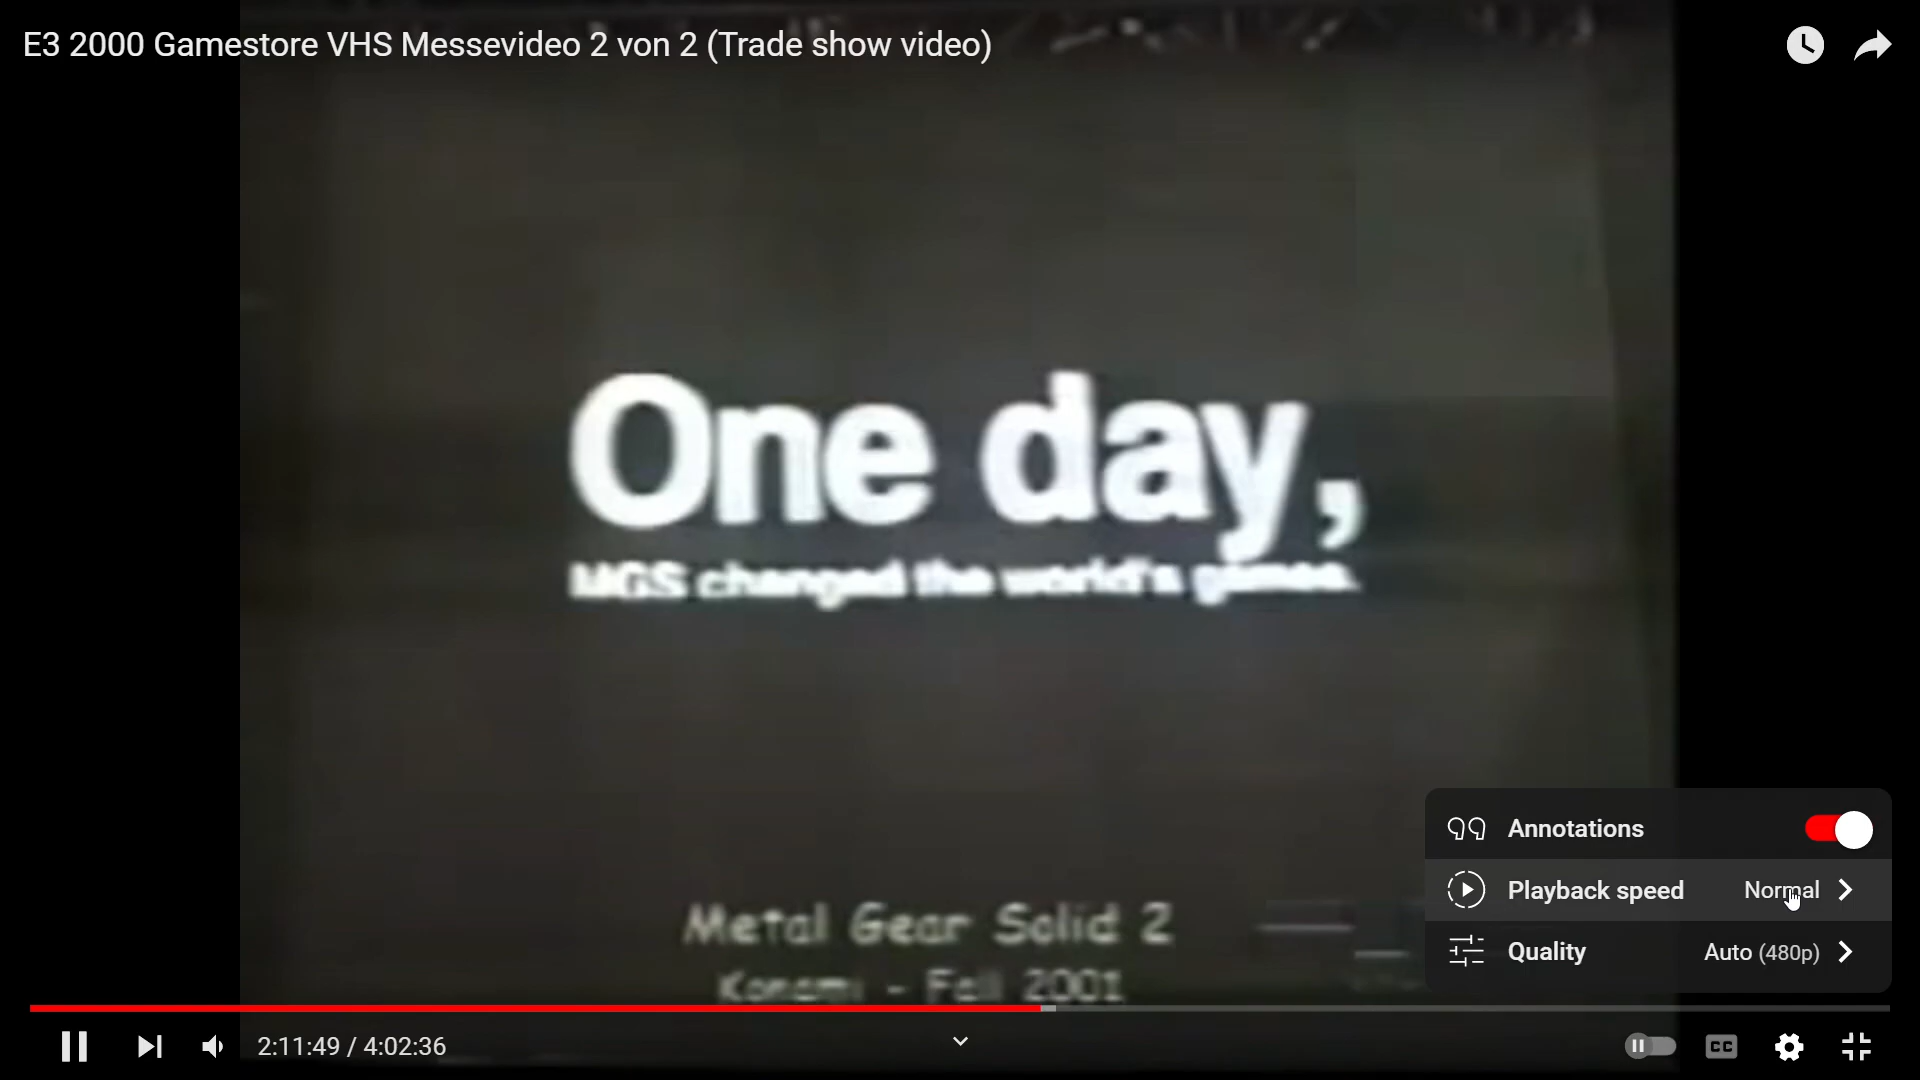 E3 2000 Gamestore VHS Messevideo 2 von 2 (Trade show video)
One day,
MGS changed the world's games.
Metal Gear Solid 2
Konami - Fall 2001
Annotations
Playback speed Normal
Quality Auto (480p)
2:11:49 / 4:02:36
CC